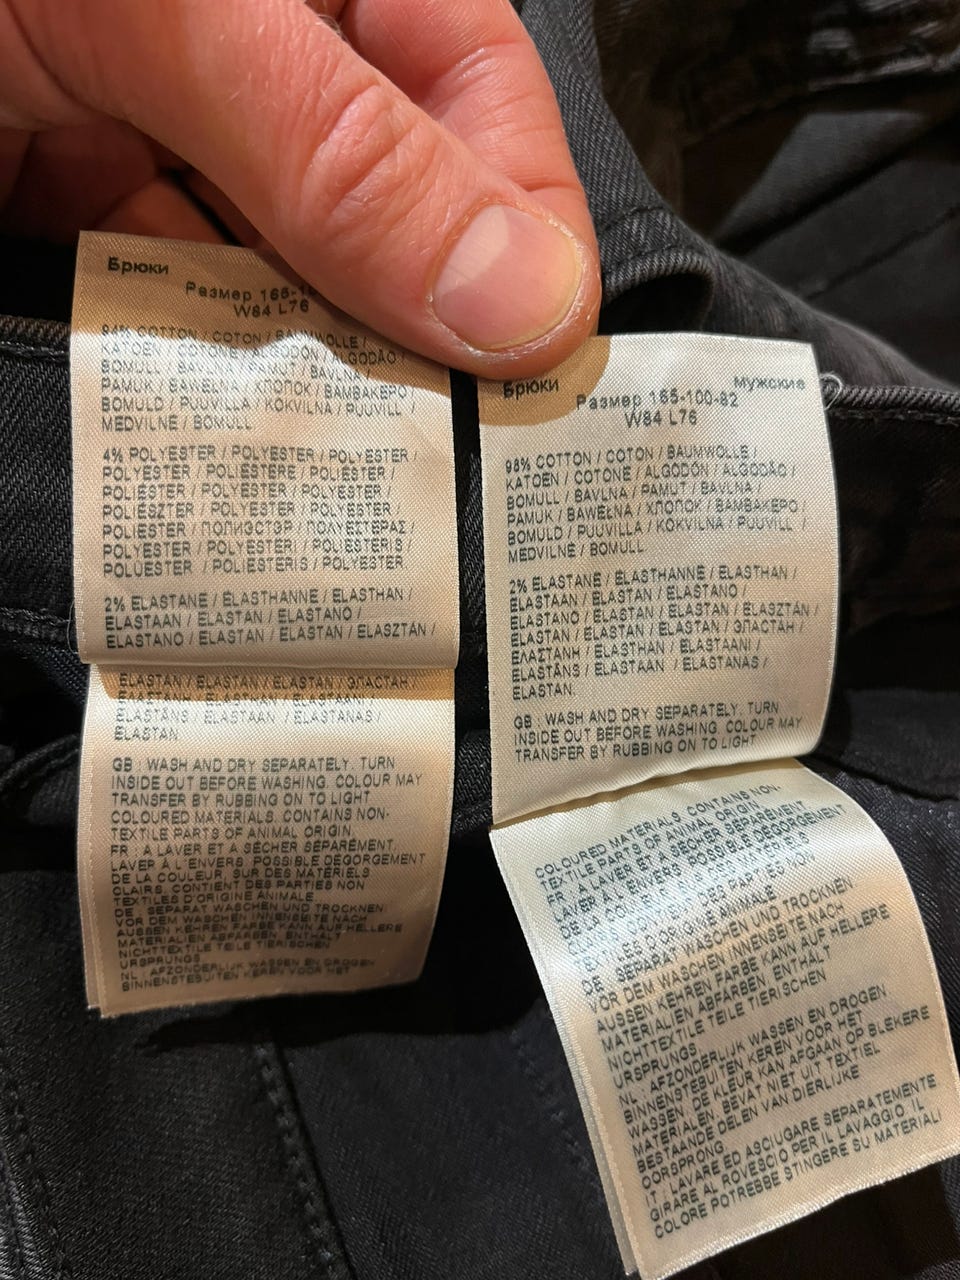 Брюки
Размер 165-1
W84 L76
94% COTTON / COTON / BAUMWOLLE /
KATOEN / COTONE / ALGODÓN / ALGODÃO /
BOMULL / BAVLNA / PAMUT / BAVLNA /
PAMUK / BAWEŁNA / ХЛОПОК / ΒΑΜΒΑΚΕΡΟ /
BOMULD / PUUVILLA / KOKVILNA / PUUVILL /
MEDVILNĖ / BOMULL
4% POLYESTER / POLYESTER / POLYESTER /
POLYESTER / POLIESTERE / POLIÉSTER /
POLIÉSTER / POLYESTER / POLYESTER /
POLIÉSZTER / POLYESTER / POLYESTER /
POLIESTER / ПОЛИЭСТЭР / ΠΟΛΥΕΣΤΕΡΑΣ /
POLYESTER / POLYESTERI / POLIESTERIS /
POLÜESTER / POLIESTERIS / POLYESTER.
2% ELASTANE / ÉLASTHANNE / ELASTHAN /
ELASTAAN / ELASTAN / ELASTANO /
ELASTANO / ELASTAN / ELASTAN / ELASZTÁN /
ELASTAN / ELASTAN / ELASTAN / ЭЛАСТАН /
ΕΛΑΣΤΑΝΗ / ELASTHAN / ELASTAANI /
ELASTĀNS / ELASTAAN / ELASTANAS /
ELASTAN
GB : WASH AND DRY SEPARATELY. TURN
INSIDE OUT BEFORE WASHING. COLOUR MAY
TRANSFER BY RUBBING ON TO LIGHT
COLOURED MATERIALS. CONTAINS NON-
TEXTILE PARTS OF ANIMAL ORIGIN.
FR : A LAVER ET A SÉCHER SÉPARÉMENT.
LAVER À L'ENVERS. POSSIBLE DÉGORGEMENT
DE LA COULEUR, SUR DES MATÉRIELS
CLAIRS. CONTIENT DES PARTIES NON
TEXTILES D'ORIGINE ANIMALE
DE : SEPARAT WASCHEN UND TROCKNEN.
VOR DEM WASCHEN INNENSEITE NACH
AUSSEN KEHREN FARBE KANN AUF HELLERE
MATERIALIEN ABFÄRBEN. ENTHÄLT
NICHTTEXTILE TEILE TIERISCHEN
URSPRUNGS.
NL : AFZONDERLIJK WASSEN EN DROGEN
BINNENSTEBUITEN KEREN VOOR HET
Брюки Мужские
Размер 165-100-82
W84 L76
98% COTTON / COTON / BAUMWOLLE /
KATOEN / COTONE / ALGODÓN / ALGODÃO /
BOMULL / BAVLNA / PAMUT / BAVLNA /
PAMUK / BAWEŁNA / ХЛОПОК / ΒΑΜΒΑΚΕΡΟ /
BOMULD / PUUVILLA / KOKVILNA / PUUVILL /
MEDVILNĖ / BOMULL
2% ELASTANE / ÉLASTHANNE / ELASTHAN /
ELASTAAN / ELASTAN / ELASTANO /
ELASTANO / ELASTAN / ELASTAN / ELASZTÁN /
ELASTAN / ELASTAN / ELASTAN / ЭЛАСТАН /
ΕΛΑΣΤΑΝΗ / ELASTHAN / ELASTAANI /
ELASTĀNS / ELASTAAN / ELASTANAS /
ELASTAN.
GB : WASH AND DRY SEPARATELY. TURN
INSIDE OUT BEFORE WASHING. COLOUR MAY
TRANSFER BY RUBBING ON TO LIGHT
COLOURED MATERIALS. CONTAINS NON-
TEXTILE PARTS OF ANIMAL ORIGIN.
FR : A LAVER ET A SÉCHER SÉPARÉMENT
LAVER À L'ENVERS. POSSIBLE DÉGORGEMENT
DE LA COULEUR, SUR DES MATÉRIELS
CLAIRS. CONTIENT DES PARTIES NON
TEXTILES D'ORIGINE ANIMALE
DE : SEPARAT WASCHEN UND TROCKNEN
VOR DEM WASCHEN INNENSEITE NACH
AUSSEN KEHREN FARBE KANN AUF HELLERE
MATERIALIEN ABFÄRBEN. ENTHÄLT
NICHTTEXTILE TEILE TIERISCHEN
URSPRUNGS.
NL : AFZONDERLIJK WASSEN EN DROGEN
BINNENSTEBUITEN KEREN VOOR HET
WASSEN. DE KLEUR KAN AFGAAN OP BLEKERE
MATERIALEN. BEVAT NIET UIT TEXTIEL
BESTAANDE DELEN VAN DIERLIJKE
OORSPRONG.
IT : LAVARE ED ASCIUGARE SEPARATEMENTE
GIRARE AL ROVESCIO PER IL LAVAGGIO. IL
COLORE POTREBBE STINGERE SU MATERIALI